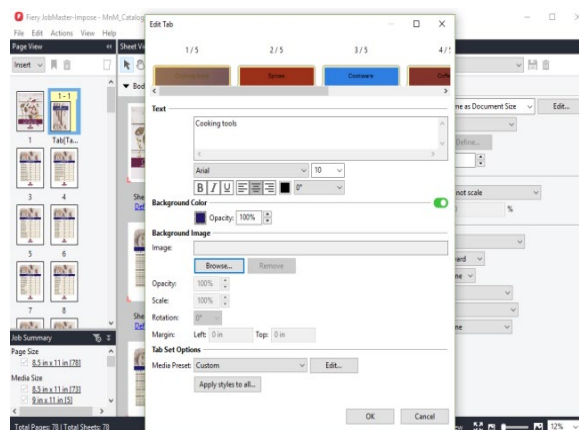 Fiery JobMaster-Impose - MnM_Catalog
File Edit Actions View Help
Page View
Sheet Vi
Insert
Bod
1 - 1
1 Tab[Ta...
3 4
5 6
7 8
She
Def
She
Def
Job Summary
Page Size
8.5 in x 11 in [78]
Media Size
8.5 in x 11 in [73]
9 in x 11 in [5]
Total Pages: 78 | Total Sheets: 78
Edit Tab
1 / 5 2 / 5 3 / 5 4 / 5
Cooking tools Spices Cookware
Text
Cooking tools
Arial 10
B I U 0°
Background Color
Opacity: 100%
Background Image
Image:
Browse... Remove
Opacity: 100%
Scale: 100%
Rotation: 0°
Margin: Left: 0 in Top: 0 in
Tab Set Options
Media Preset: Custom Edit...
Apply styles to all...
OK Cancel
me as Document Size Edit...
Define...
not scale
%
ard
ne
ne
ew
12%